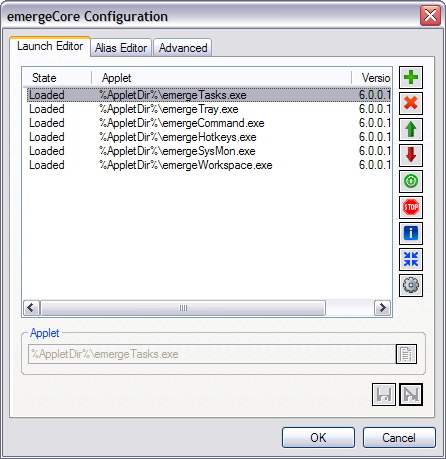 emergeCore Configuration
Launch Editor Alias Editor Advanced
State Applet Versio
Loaded %AppletDir%\emergeTasks.exe 6.0.0.1
Loaded %AppletDir%\emergeTray.exe 6.0.0.1
Loaded %AppletDir%\emergeCommand.exe 6.0.0.1
Loaded %AppletDir%\emergeHotkeys.exe 6.0.0.1
Loaded %AppletDir%\emergeSysMon.exe 6.0.0.1
Loaded %AppletDir%\emergeWorkspace.exe 6.0.0.1
STOP
i
Applet
%AppletDir%\emergeTasks.exe
OK Cancel